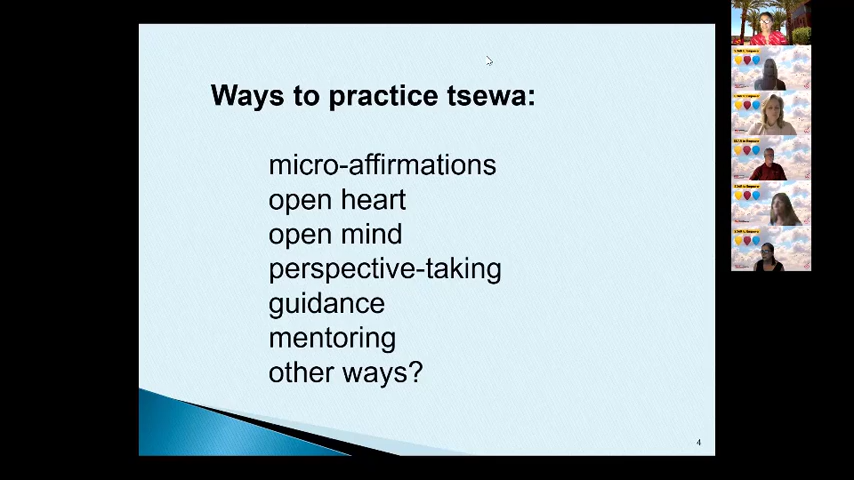 Ways to practice tsewa:
micro-affirmations
open heart
open mind
perspective-taking
guidance
mentoring
other ways?
4